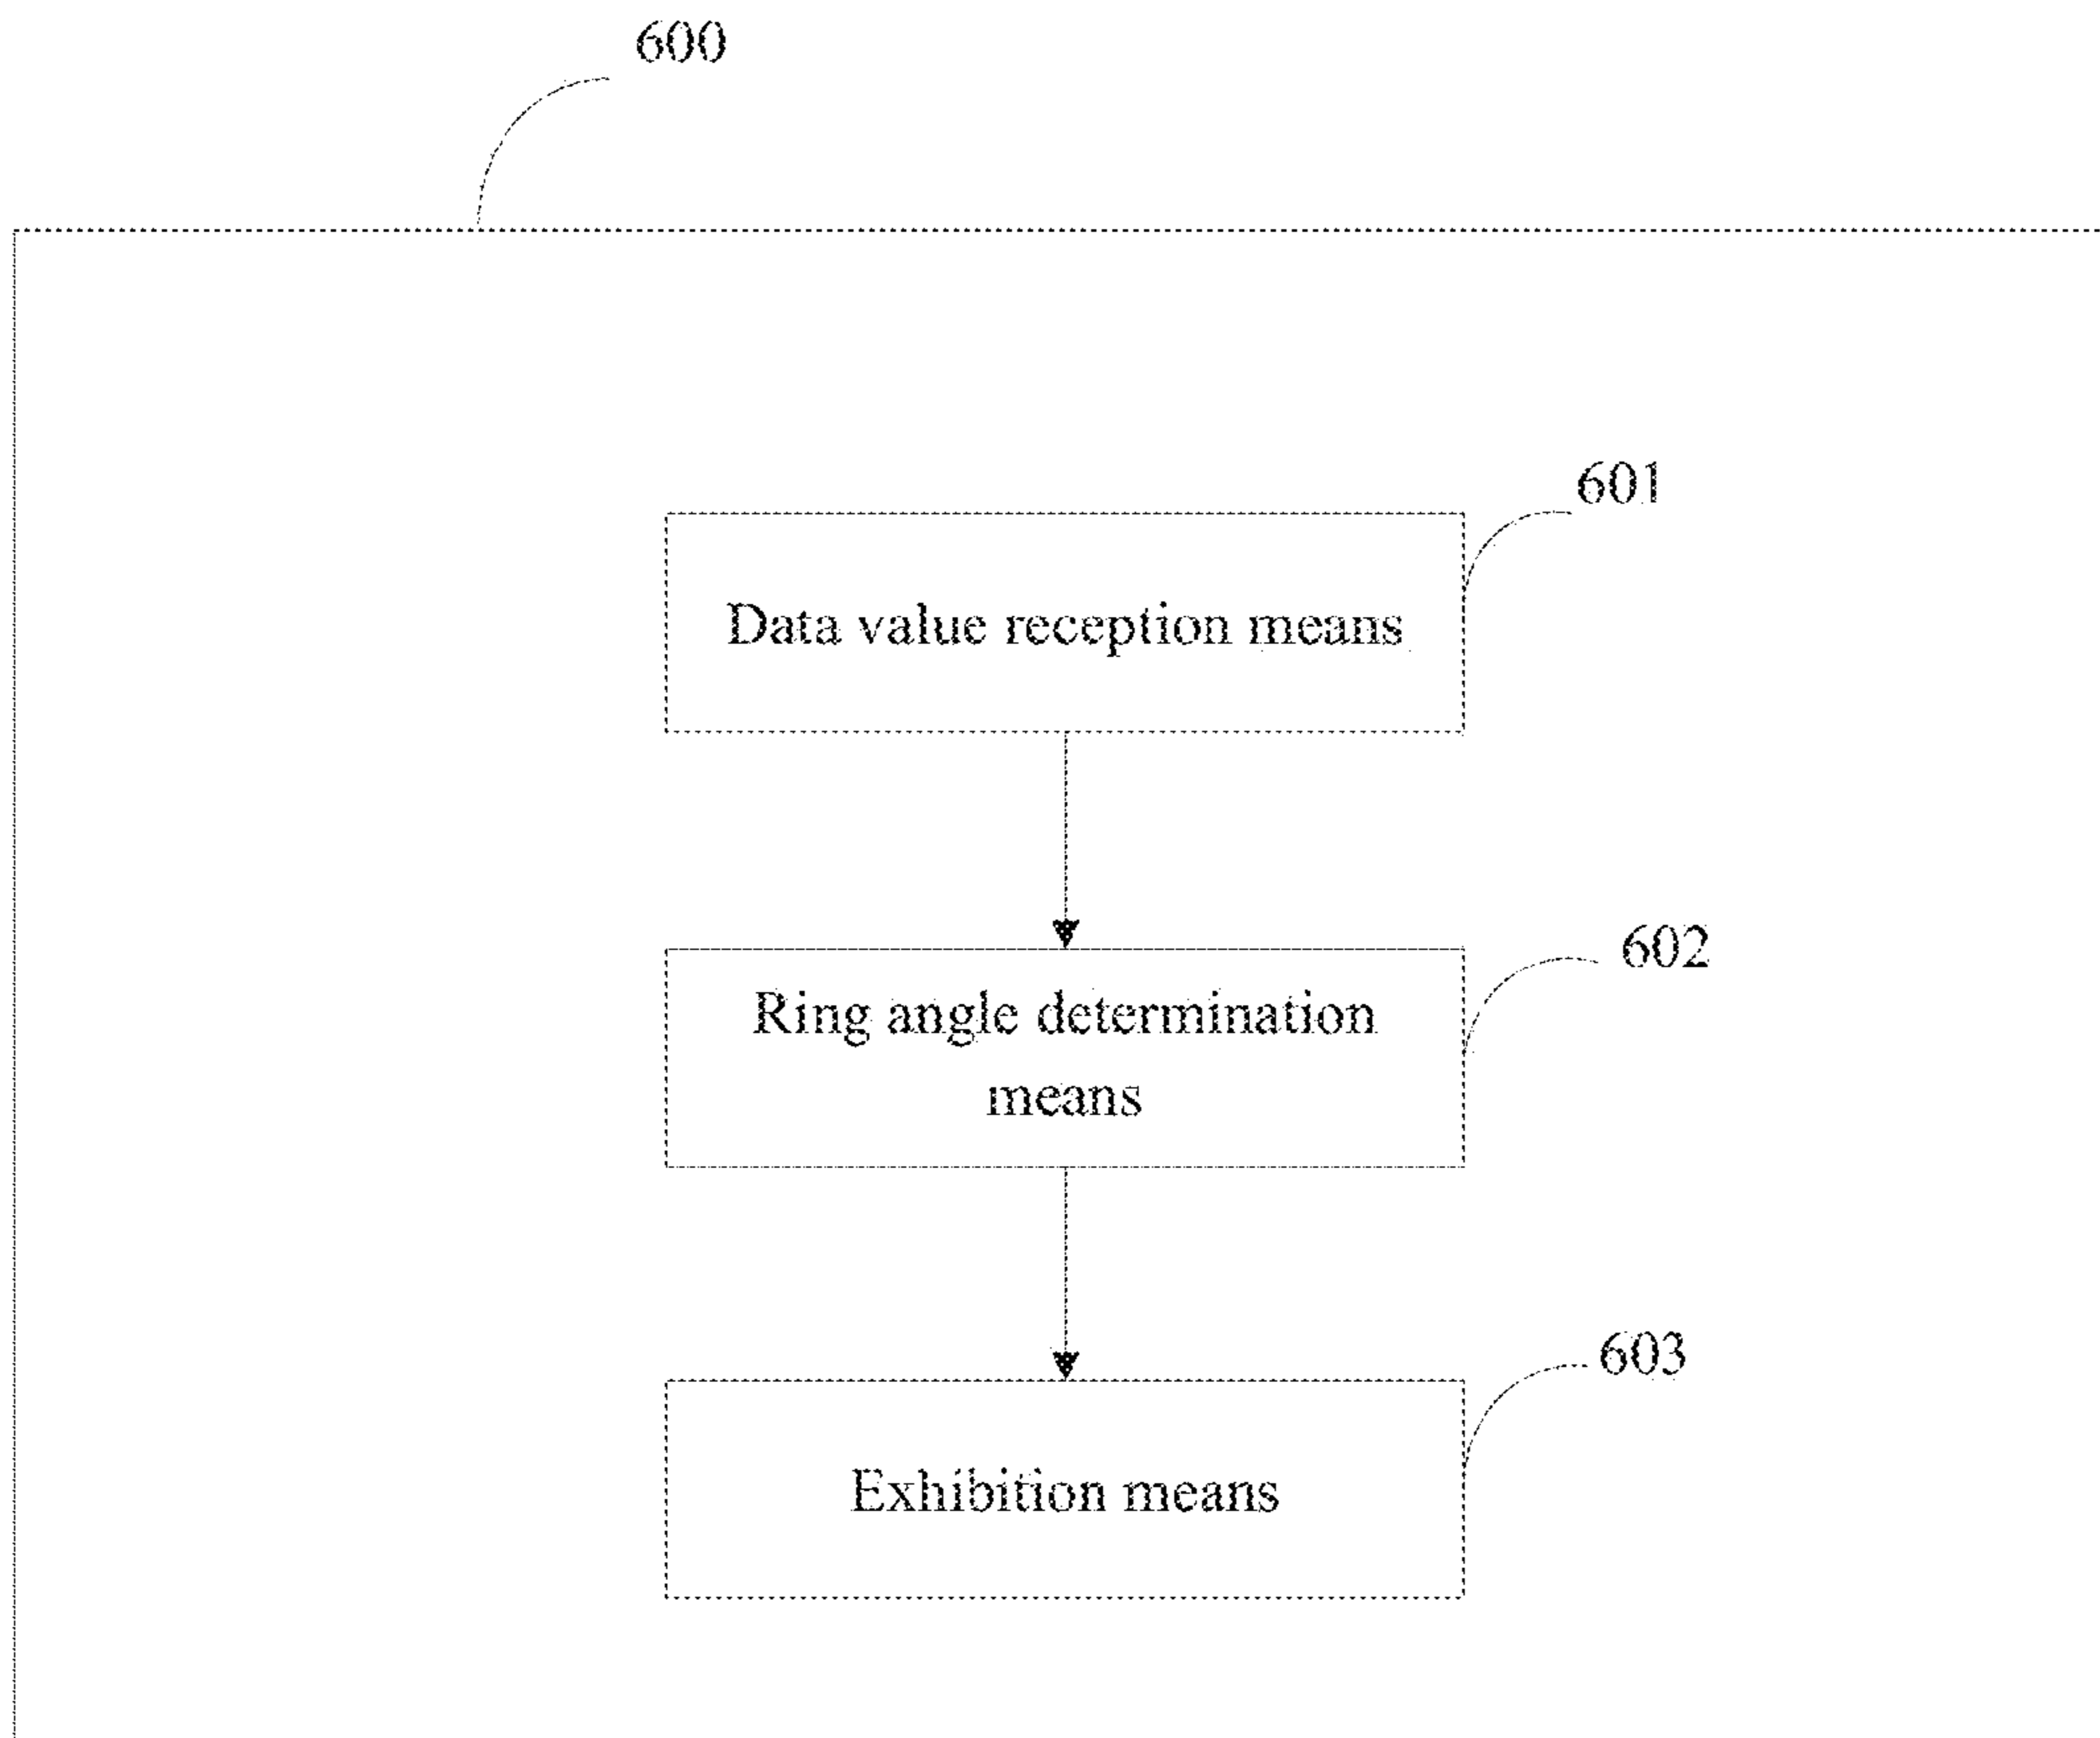 600
601
Data value reception means
602
Ring angle determination
means
603
Exhibition means